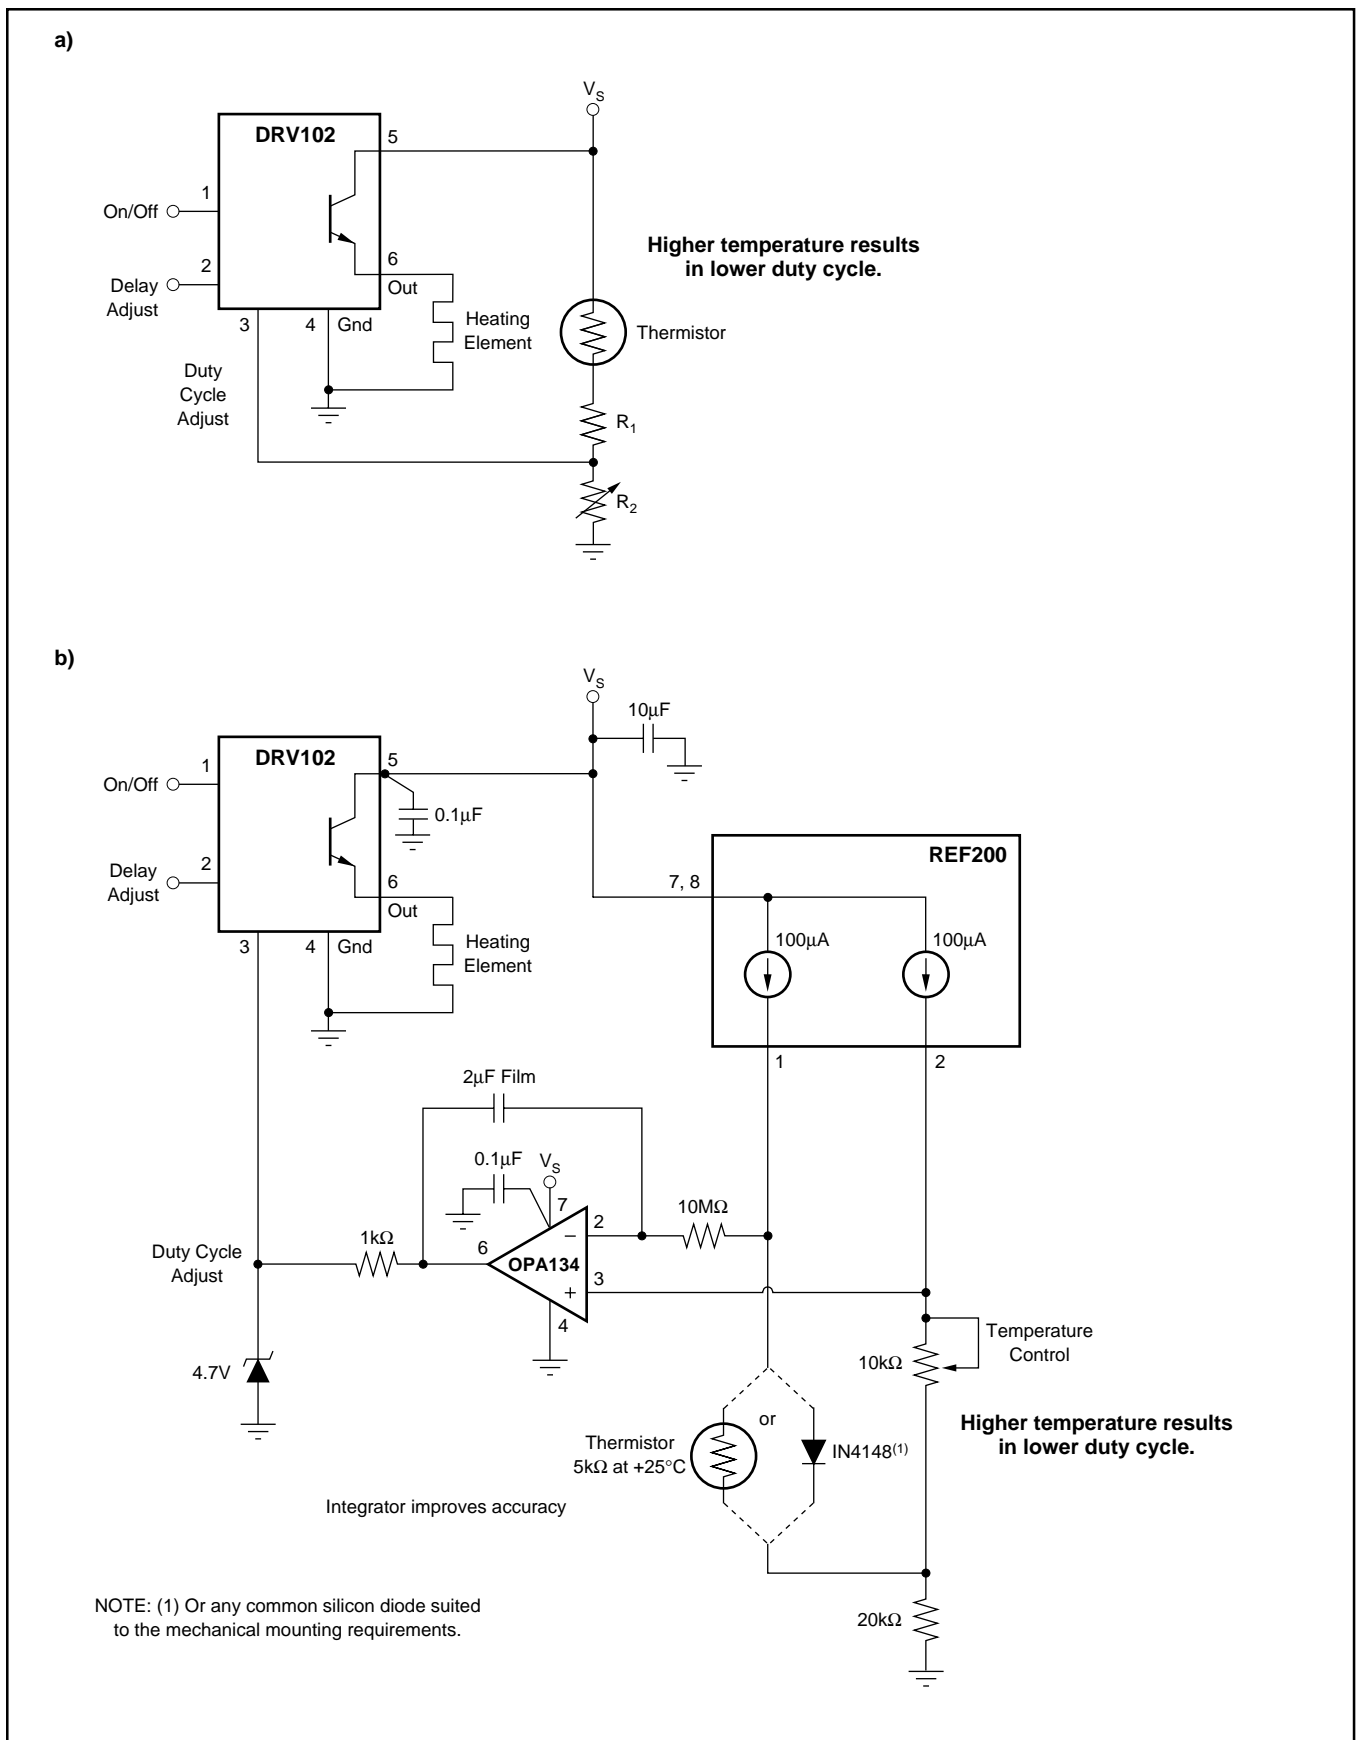 a)
V_S
DRV102
5
1
On/Off
Higher temperature results
in lower duty cycle.
2
6
Delay
Adjust
Out
3
4
Gnd
Heating
Element
Thermistor
Duty
Cycle
Adjust
R_1
R_2
b)
V_S
10µF
DRV102
5
1
On/Off
0.1µF
REF200
2
Delay
Adjust
6
Out
7, 8
3
4
Gnd
Heating
Element
100µA
100µA
1
2
2µF Film
0.1µF
V_S
7
2
10MΩ
–
Duty Cycle
Adjust
1kΩ
6
OPA134
3
+
4
Temperature
Control
10kΩ
4.7V
or
Higher temperature results
in lower duty cycle.
Thermistor
5kΩ at +25°C
IN4148(1)
Integrator improves accuracy
NOTE: (1) Or any common silicon diode suited
to the mechanical mounting requirements.
20kΩ